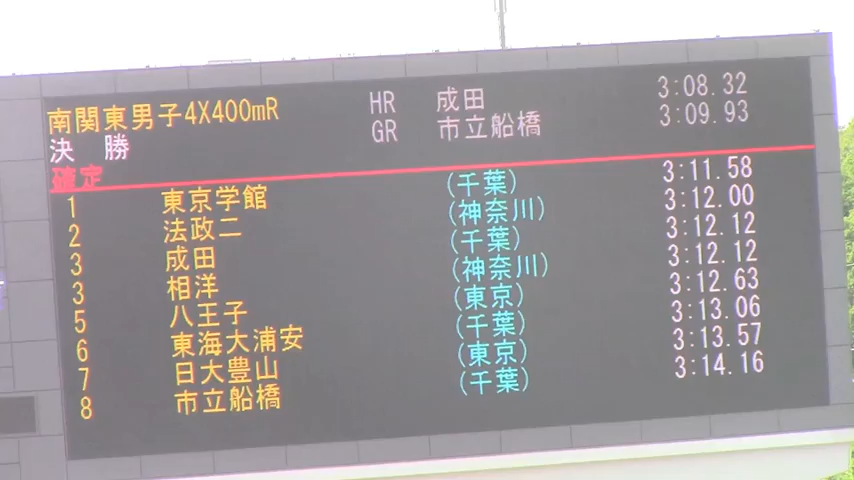 南関東男子4X400mR HR 成田 3:08.32
決 勝 GR 市立船橋 3:09.93
確定
1 東京学館 (千葉) 3:11.58
2 法政二 (神奈川) 3:12.00
3 成田 (千葉) 3:12.12
3 相洋 (神奈川) 3:12.12
5 八王子 (東京) 3:12.63
6 東海大浦安 (千葉) 3:13.06
7 日大豊山 (東京) 3:13.57
8 市立船橋 (千葉) 3:14.16